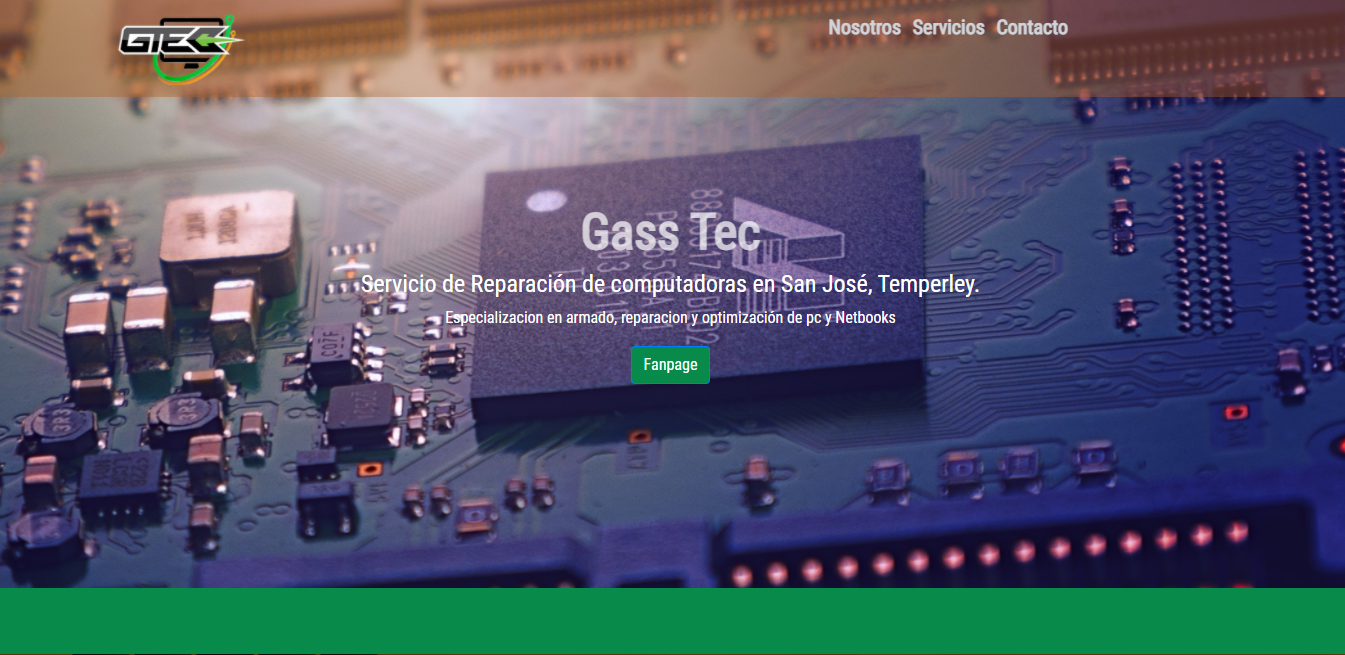 GTEC
Nosotros Servicios Contacto
Gass Tec
Servicio de Reparación de computadoras en San José, Temperley.
Especializacion en armado, reparacion y optimización de pc y Netbooks
Fanpage